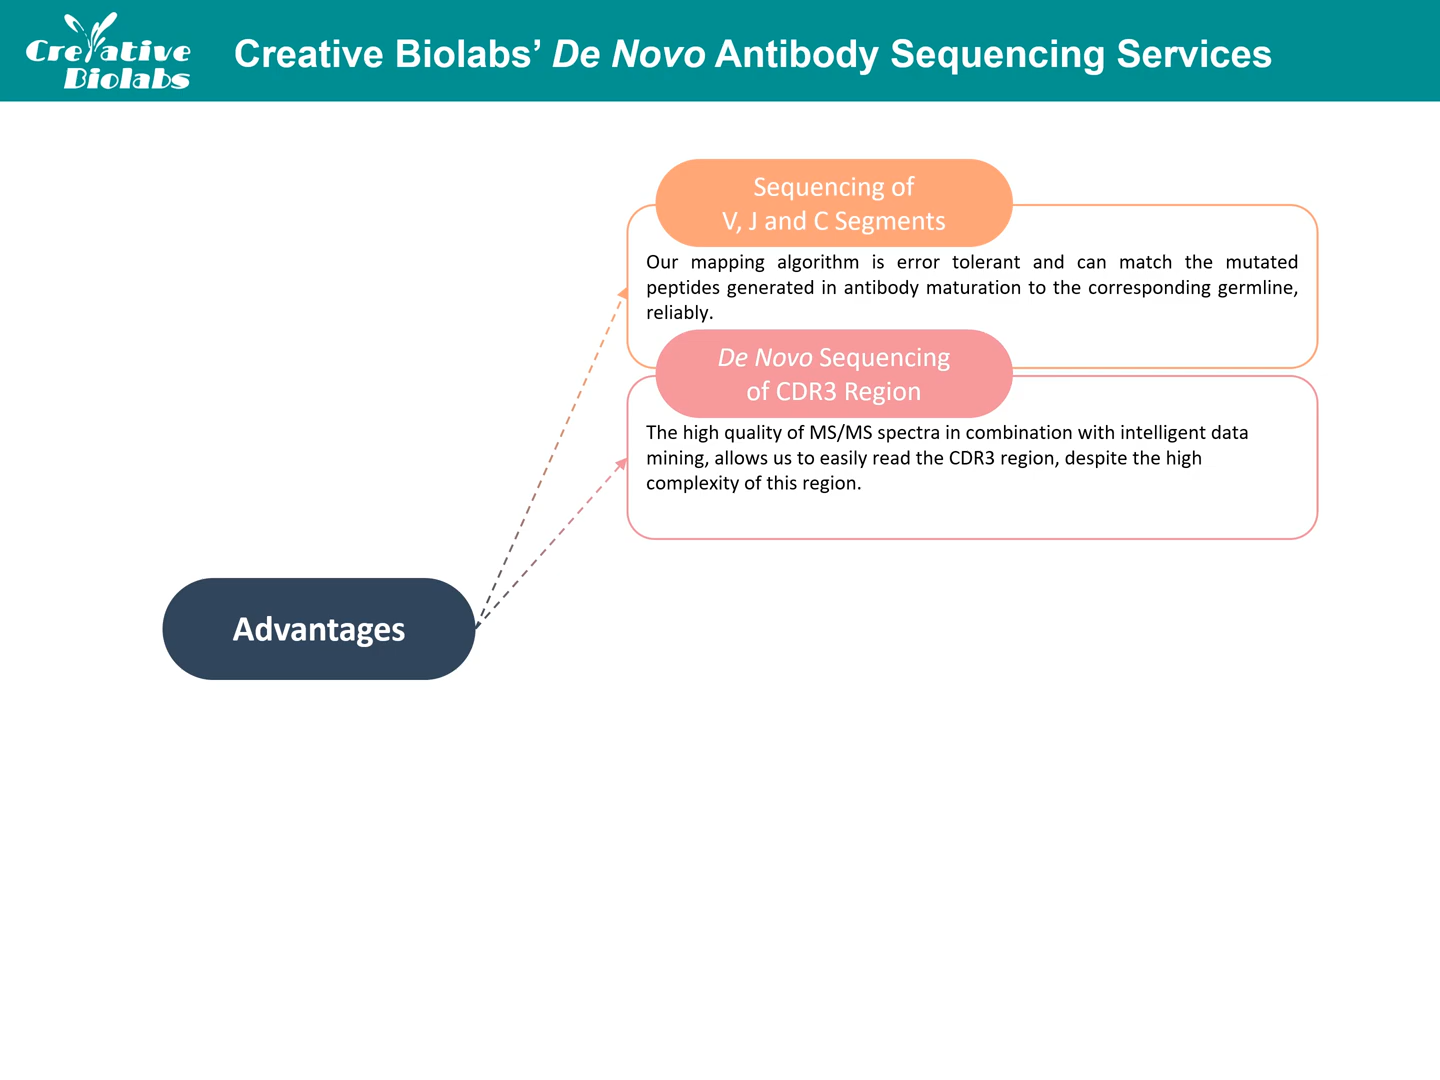 Creative
Biolabs
Creative Biolabs’ De Novo Antibody Sequencing Services
Sequencing of
V, J and C Segments
Our mapping algorithm is error tolerant and can match the mutated
peptides generated in antibody maturation to the corresponding germline,
reliably.
De Novo Sequencing
of CDR3 Region
The high quality of MS/MS spectra in combination with intelligent data
mining, allows us to easily read the CDR3 region, despite the high
complexity of this region.
Advantages